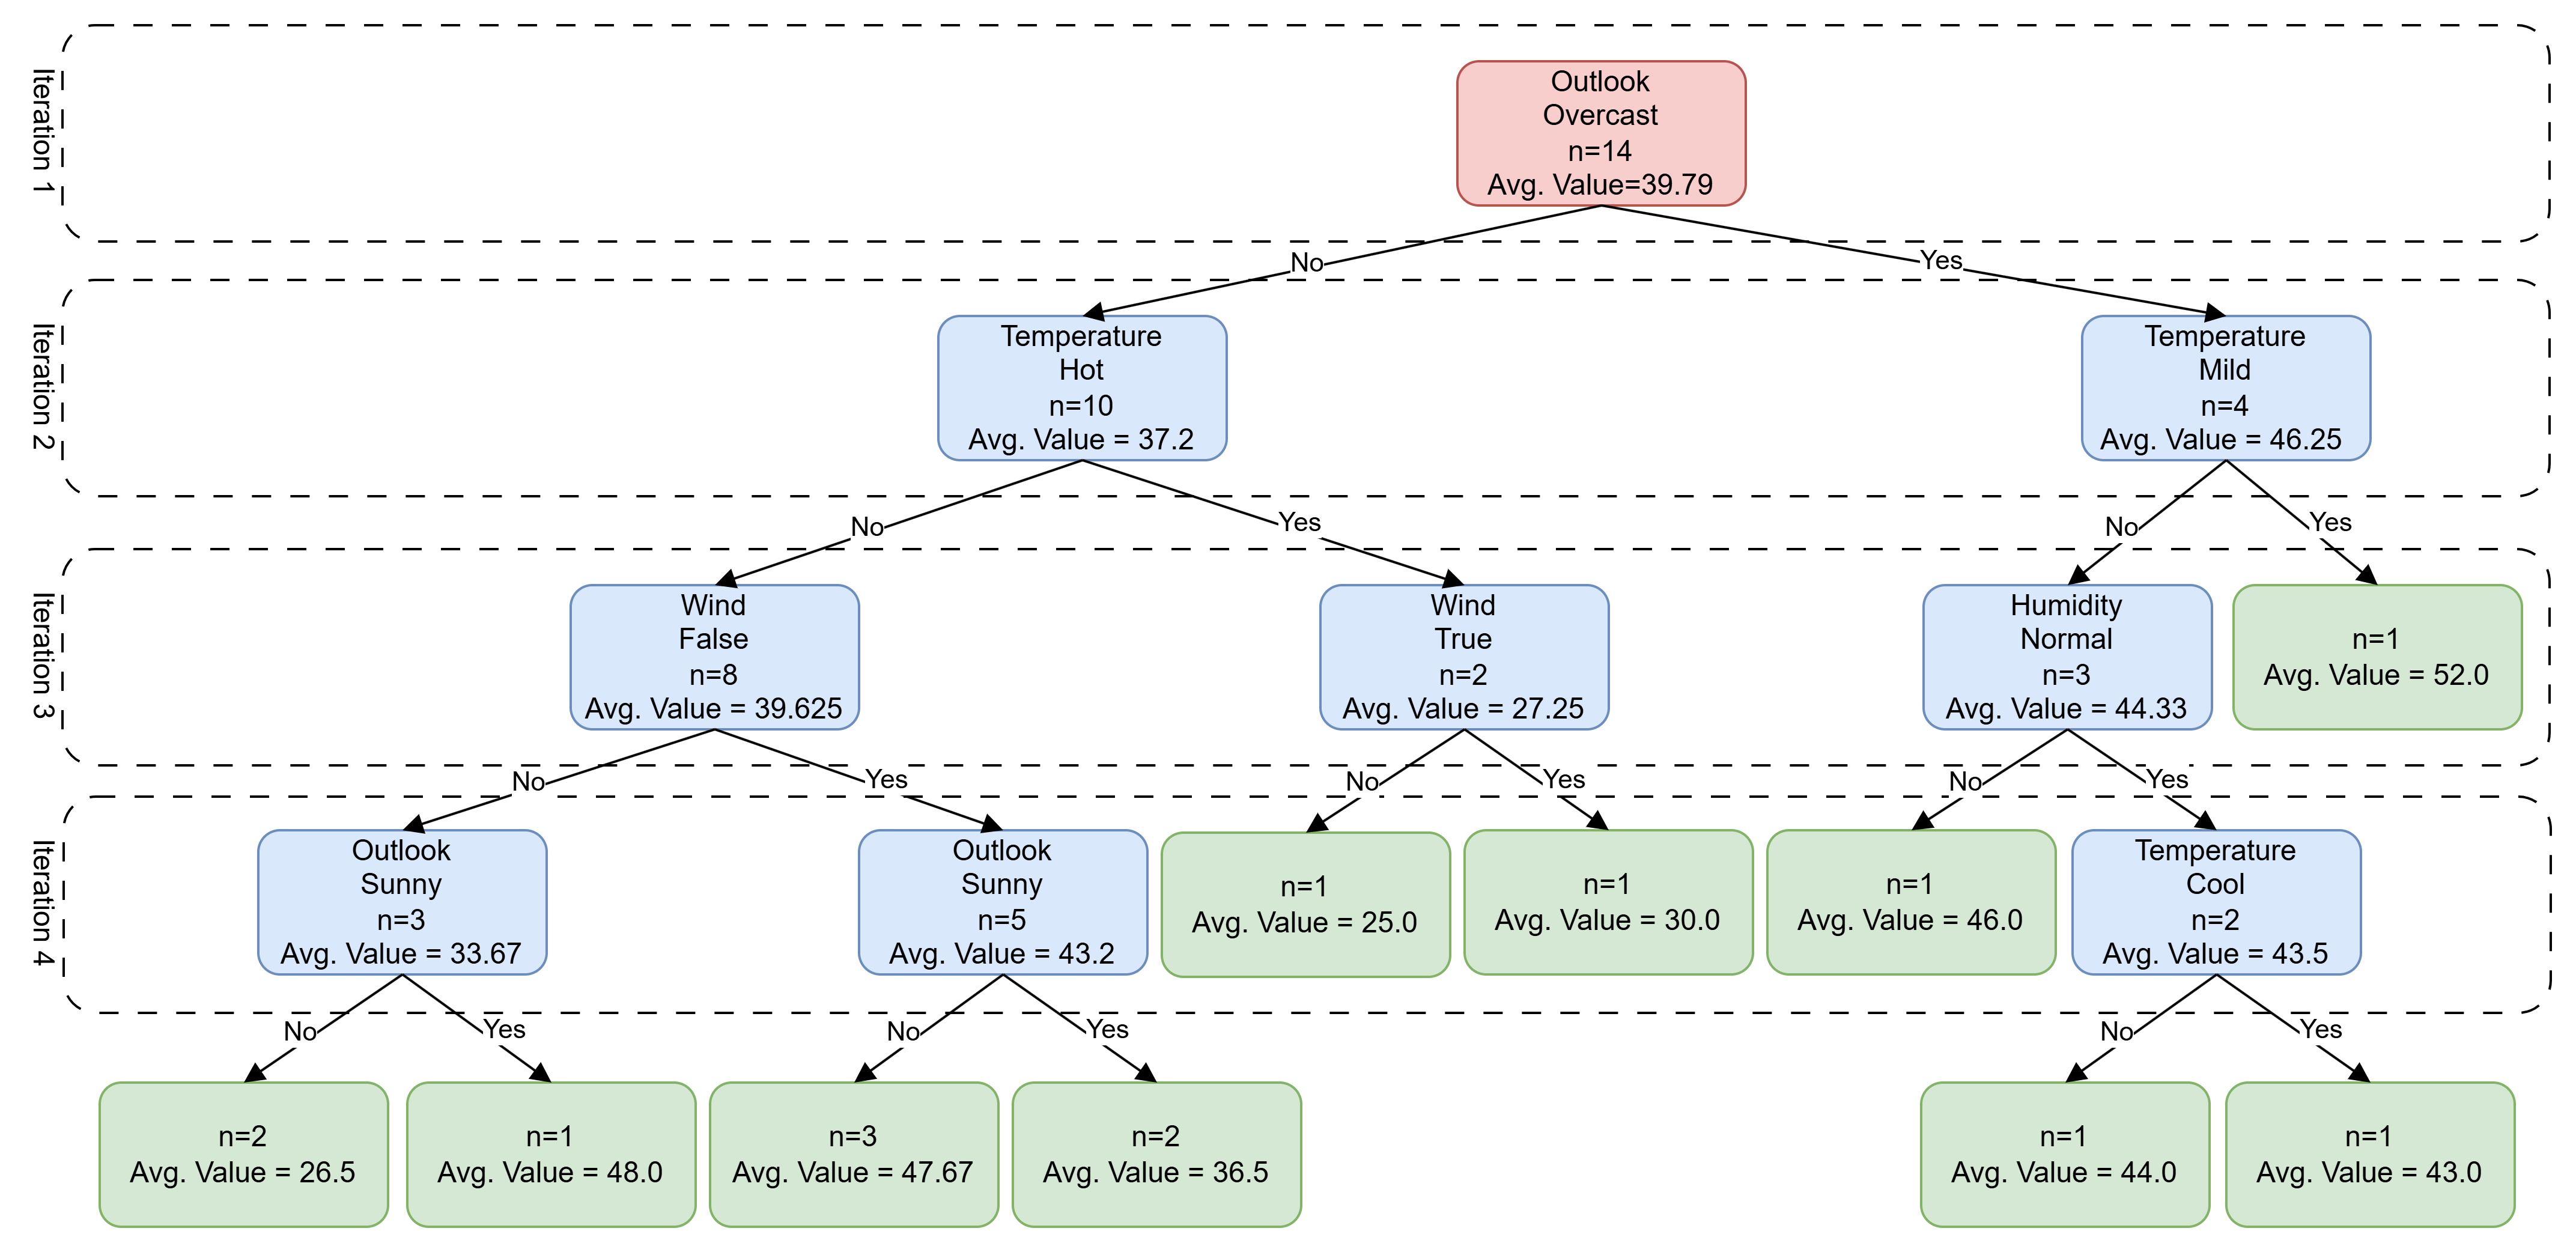 Iteration 1
Outlook
Overcast
n=14
Avg. Value=39.79
No
Yes
Iteration 2
Temperature
Hot
n=10
Avg. Value = 37.2
Temperature
Mild
n=4
Avg. Value = 46.25
No
Yes
No
Yes
Iteration 3
Wind
False
n=8
Avg. Value = 39.625
Wind
True
n=2
Avg. Value = 27.25
Humidity
Normal
n=3
Avg. Value = 44.33
n=1
Avg. Value = 52.0
No
Yes
No
Yes
No
Yes
Iteration 4
Outlook
Sunny
n=3
Avg. Value = 33.67
Outlook
Sunny
n=5
Avg. Value = 43.2
n=1
Avg. Value = 25.0
n=1
Avg. Value = 30.0
n=1
Avg. Value = 46.0
Temperature
Cool
n=2
Avg. Value = 43.5
No
Yes
No
Yes
No
Yes
n=2
Avg. Value = 26.5
n=1
Avg. Value = 48.0
n=3
Avg. Value = 47.67
n=2
Avg. Value = 36.5
n=1
Avg. Value = 44.0
n=1
Avg. Value = 43.0